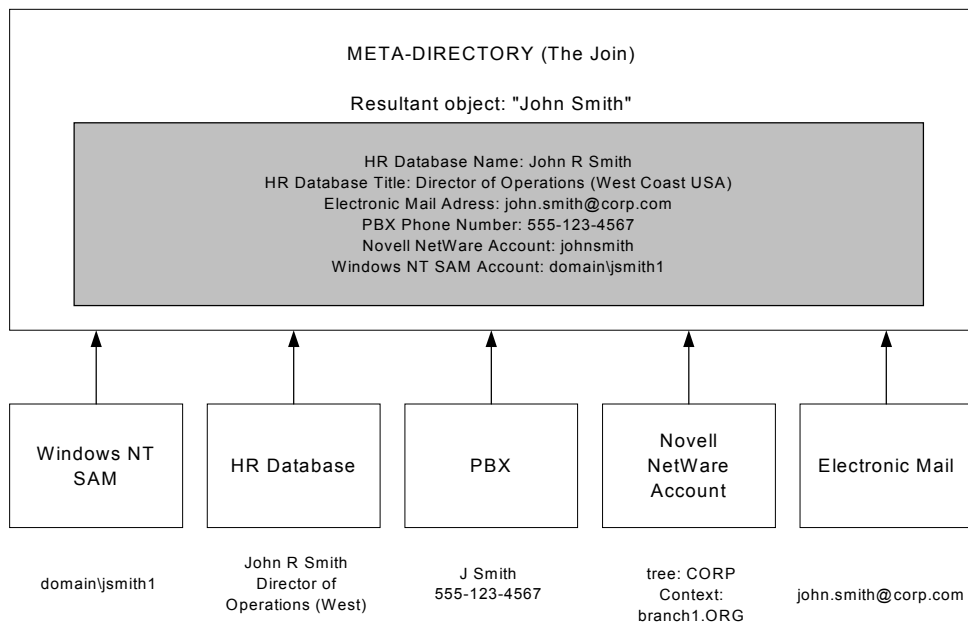 META-DIRECTORY (The Join)
Resultant object: "John Smith"
HR Database Name: John R Smith
HR Database Title: Director of Operations (West Coast USA)
Electronic Mail Adress: john.smith@corp.com
PBX Phone Number: 555-123-4567
Novell NetWare Account: johnsmith
Windows NT SAM Account: domain\jsmith1
Windows NT
SAM
HR Database
PBX
Novell
NetWare
Account
Electronic Mail
domain\jsmith1
John R Smith
Director of
Operations (West)
J Smith
555-123-4567
tree: CORP
Context:
branch1.ORG
john.smith@corp.com